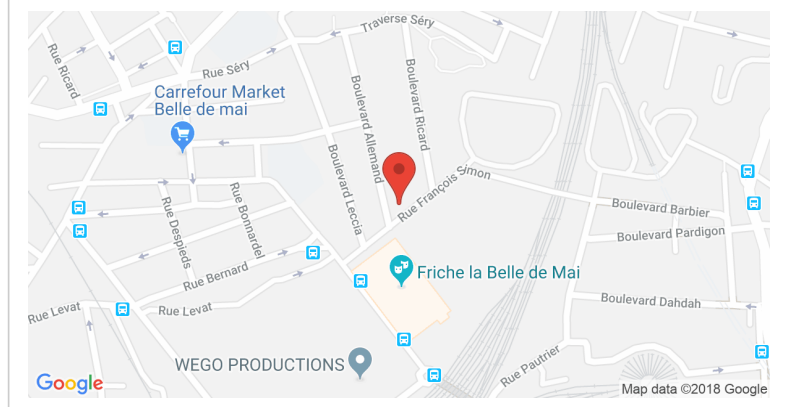 Traverse Séry
Rue Ricard
Rue Séry
Boulevard Ricard
Carrefour Market
Belle de mai
Boulevard Allemand
Boulevard Leccia
Rue François Simon
Rue Bonnardel
Rue Despieds
Boulevard Barbier
Boulevard Pardigon
Rue Bernard
Friche la Belle de Mai
Rue Levat
Rue Levat
Boulevard Dahdah
WEGO PRODUCTIONS
Rue Pautrier
Google
Map data ©2018 Google